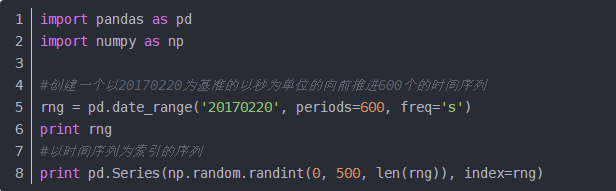 1 import pandas as pd
2 import numpy as np
3
4 #创建一个以20170220为基准的以秒为单位的向前推进600个的时间序列
5 rng = pd.date_range('20170220', periods=600, freq='s')
6 print rng
7 #以时间序列为索引的序列
8 print pd.Series(np.random.randint(0, 500, len(rng)), index=rng)